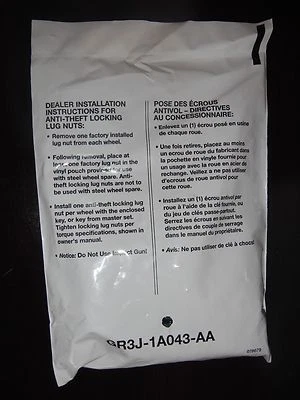 DEALER INSTALLATION
INSTRUCTIONS FOR
ANTI-THEFT LOCKING
LUG NUTS:
• Remove one factory installed
lug nut from each wheel.
• Following removal, place at
least one factory lug nut in the
vinyl pouch provided for use
with steel wheel spare. Anti-
theft locking lug nuts are not to
be used with steel wheel spare.
• Install one anti-theft locking lug
nut per wheel with the enclosed
key, or key from master set.
Tighten locking lug nuts per
torque specifications, shown in
owner's manual.
• Notice: Do Not Use Impact Gun!
POSE DES ÉCROUS
ANTIVOL – DIRECTIVES
AU CONCESSIONNAIRE:
• Enlevez un (1) écrou posé en usine
de chaque roue.
• Une fois retirés, placez au moins
un écrou de roue du fabricant dans
la pochette en vinyle fournie pour
un usage avec la roue en acier de
rechange. Veillez à ne pas utiliser
d'écrous de roue antivol pour
cette roue.
• Installez un (1) écrou antivol par
roue à l'aide de la clé fournie, ou
du jeu de clés passe-partout.
Serrez les écrous en suivant les
directives de couple de serrage
dans le manuel du propriétaire.
• Avis: Ne pas utiliser de clé à chocs!
GR3J-1A043-AA